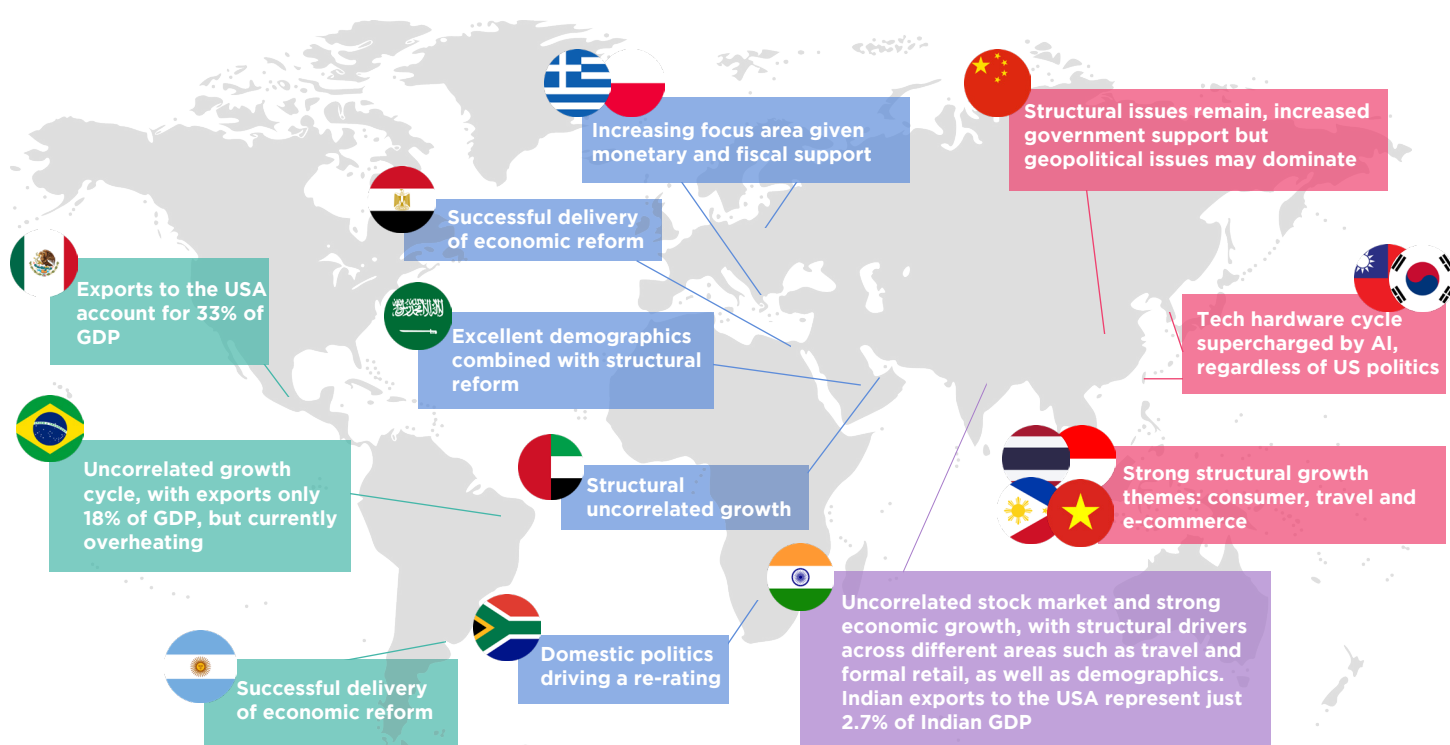 Increasing focus area given
monetary and fiscal support
Structural issues remain, increased
government support but
geopolitical issues may dominate
Successful delivery
of economic reform
Exports to the USA
account for 33% of
GDP
Excellent demographics
combined with structural
reform
Tech hardware cycle
supercharged by AI,
regardless of US politics
Uncorrelated growth
cycle, with exports only
18% of GDP, but currently
overheating
Structural
uncorrelated growth
Strong structural growth
themes: consumer, travel and
e-commerce
Uncorrelated stock market and strong
economic growth, with structural drivers
across different areas such as travel and
formal retail, as well as demographics.
Indian exports to the USA represent just
2.7% of Indian GDP
Domestic politics
driving a re-rating
Successful delivery
of economic reform